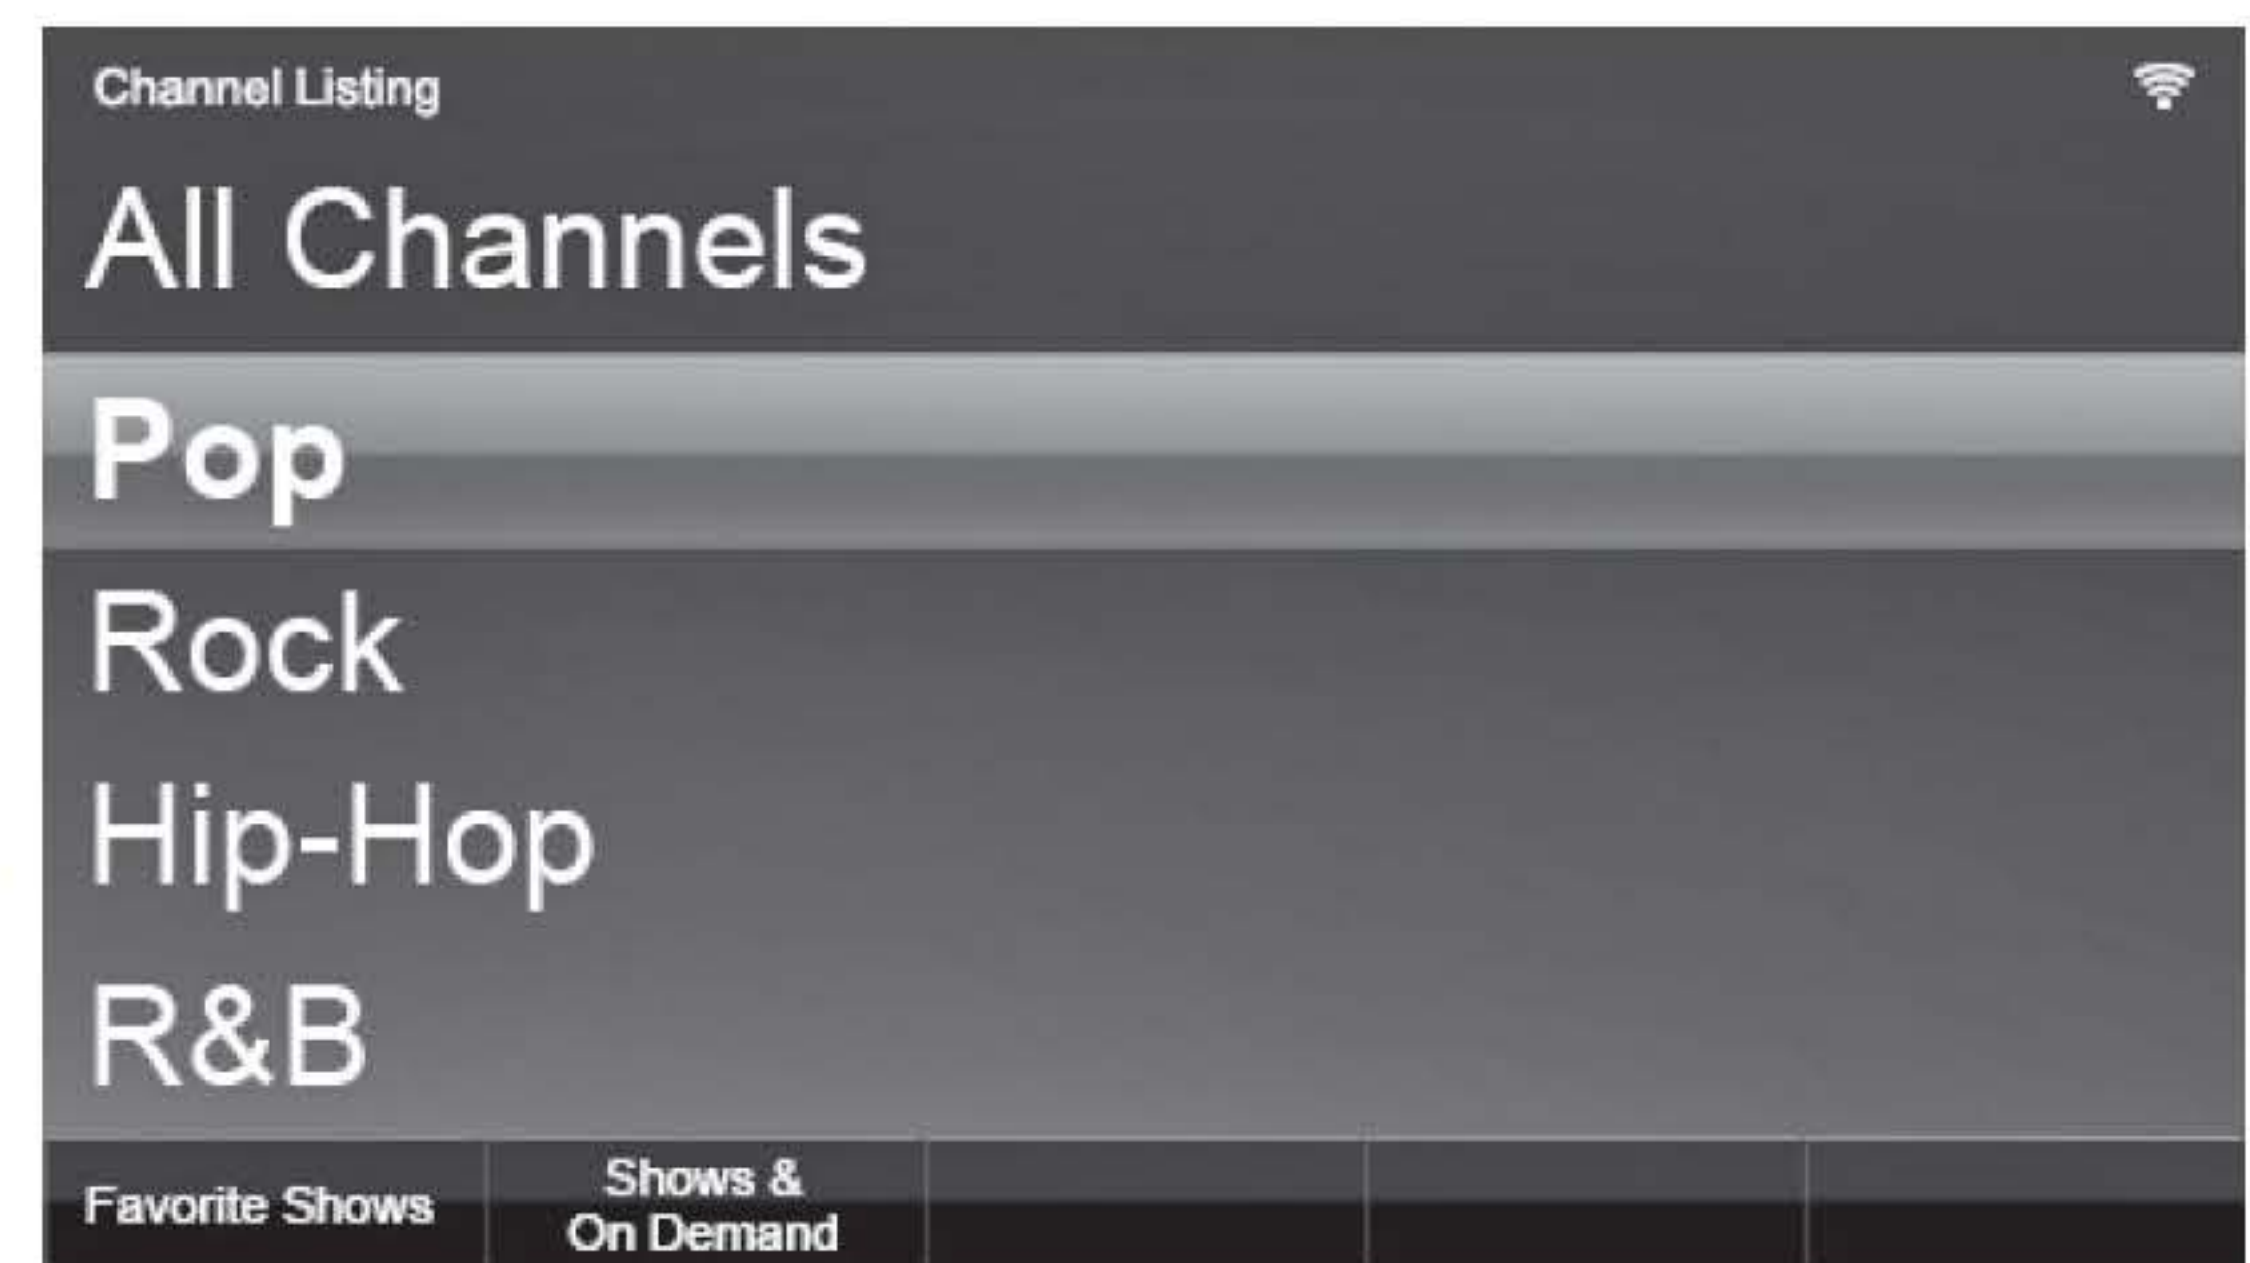 Channel Listing
All Channels
Pop
Rock
Hip-Hop
R&B
Favorite Shows
Shows &
On Demand